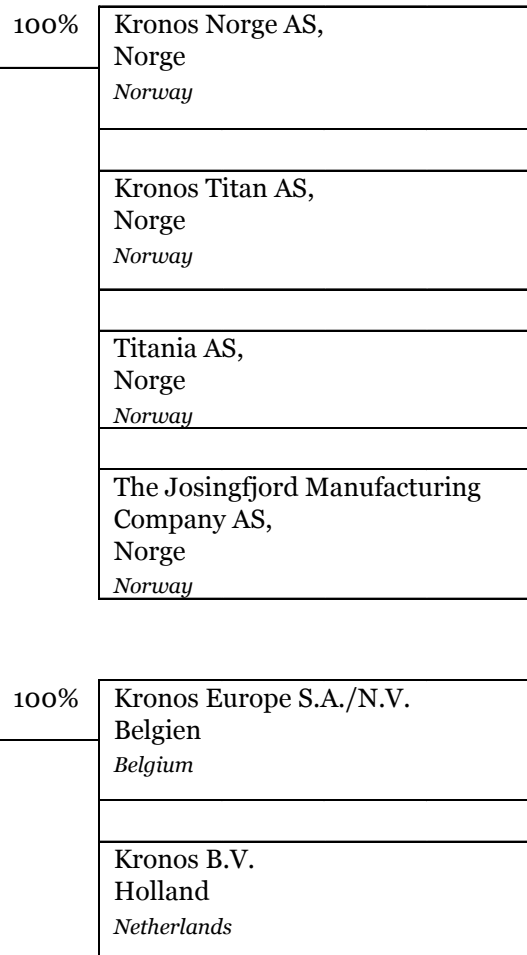 100%
Kronos Norge AS,
Norge
Norway
Kronos Titan AS,
Norge
Norway
Titania AS,
Norge
Norway
The Josingfjord Manufacturing
Company AS,
Norge
Norway
100%
Kronos Europe S.A./N.V.
Belgien
Belgium
Kronos B.V.
Holland
Netherlands